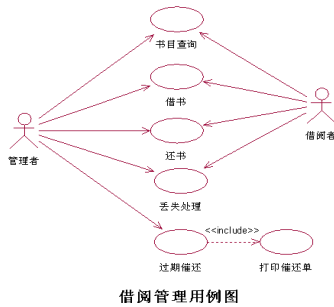 书目查询
借书
管理者
借阅者
还书
丢失处理
<<include>>
过期催还
打印催还单
借阅管理用例图